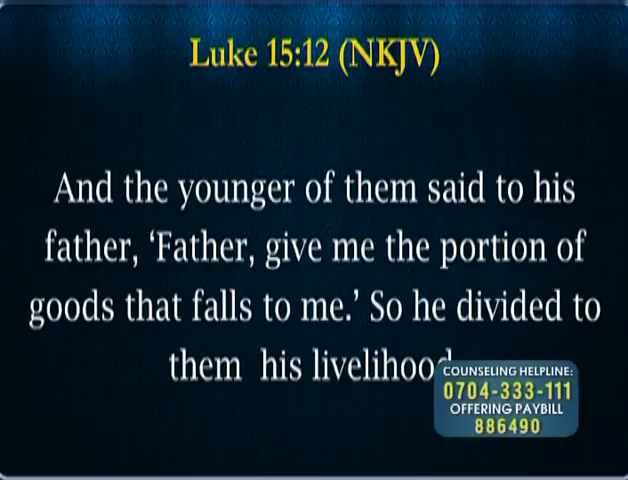 Luke 15:12 (NKJV)
And the younger of them said to his
father, ‘Father, give me the portion of
goods that falls to me.’ So he divided to
them his livelihood
COUNSELING HELPLINE:
0704-333-111
OFFERING PAYBILL
886490